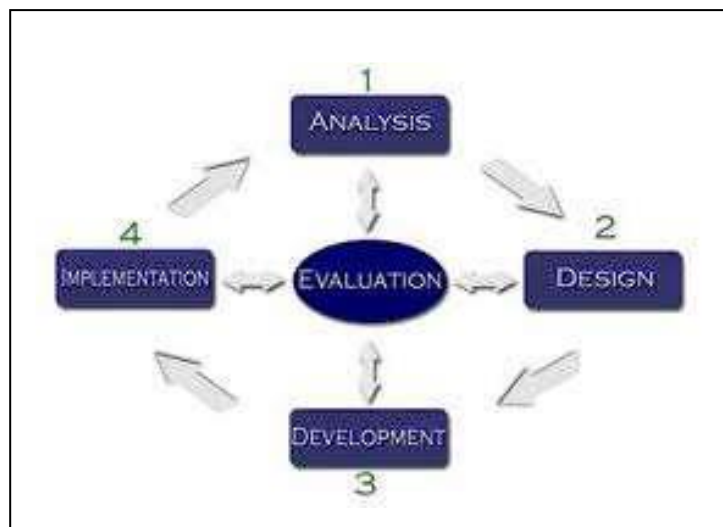 1
ANALYSIS
4
2
IMPLEMENTATION
EVALUATION
DESIGN
DEVELOPMENT
3